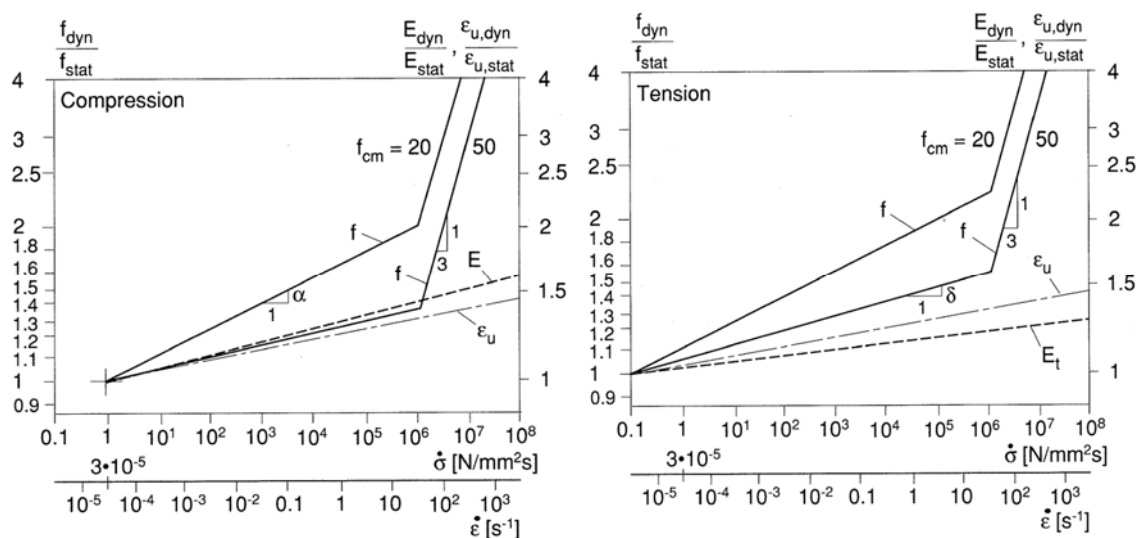 f_dyn
f_stat
E_dyn , ε_u,dyn
E_stat ε_u,stat
4
3
2.5
2
1.8
1.6
1.5
1.4
1.3
1.2
1.1
1
0.9
Compression
f_cm = 20
50
f
α
1
f
1
3
E
ε_u
4
3
2.5
2
1.5
1
0.1 1 10^1 10^2 10^3 10^4 10^5 10^6 10^7 10^8
σ̇ [N/mm²s]
3•10^-5
10^-5 10^-4 10^-3 10^-2 0.1 1 10 10^2 10^3
ε̇ [s^-1]
f_dyn
f_stat
E_dyn , ε_u,dyn
E_stat ε_u,stat
4
3
2.5
2
1.8
1.6
1.5
1.4
1.3
1.2
1.1
1
0.9
Tension
f_cm = 20
50
f
f
1
3
δ
1
ε_u
E_t
4
3
2.5
2
1.5
1
0.1 1 10^1 10^2 10^3 10^4 10^5 10^6 10^7 10^8
σ̇ [N/mm²s]
3•10^-5
10^-5 10^-4 10^-3 10^-2 0.1 1 10 10^2 10^3
ε̇ [s^-1]